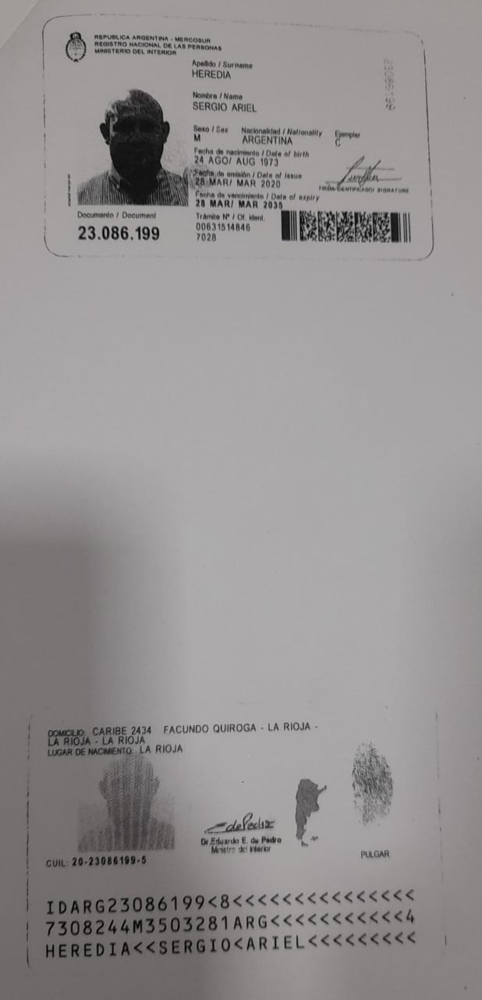 REPUBLICA ARGENTINA - MERCOSUR
REGISTRO NACIONAL DE LAS PERSONAS
MINISTERIO DEL INTERIOR
Apellido / Surname
HEREDIA
Nombre / Name
SERGIO ARIEL
Sexo / Sex Nacionalidad / Nationality Ejemplar
M ARGENTINA C
Fecha de nacimiento / Date of birth
24 AGO/ AUG 1973
Fecha de emisión / Date of issue
28 MAR/ MAR 2020
Fecha de vencimiento / Date of expiry
28 MAR/ MAR 2035
FIRMA IDENTIFICADO/ SIGNATURE
Documento / Document
23.086.199
Trámite Nº / Of. ident.
00631514846
7028
23086199
DOMICILIO: CARIBE 2434 FACUNDO QUIROGA - LA RIOJA -
LA RIOJA - LA RIOJA
LUGAR DE NACIMIENTO: LA RIOJA
Dr. Eduardo E. de Pedro
Ministro del Interior
CUIL: 20-23086199-5
PULGAR
IDARG23086199<8<<<<<<<<<<<<<<<
7308244M3503281ARG<<<<<<<<<<<4
HEREDIA<<SERGIO<ARIEL<<<<<<<<<